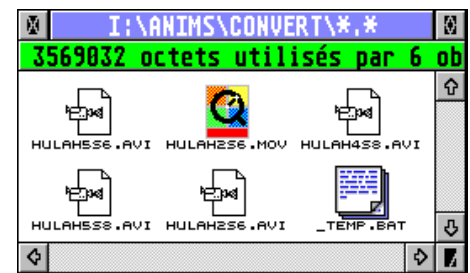 I:\ANIMS\CONVERT\*.*
3569032 octets utilisés par 6 ob
HULAH5S6.AVI HULAH2S6.MOV HULAH4S8.AVI
HULAH5S8.AVI HULAH2S6.AVI _TEMP.BAT